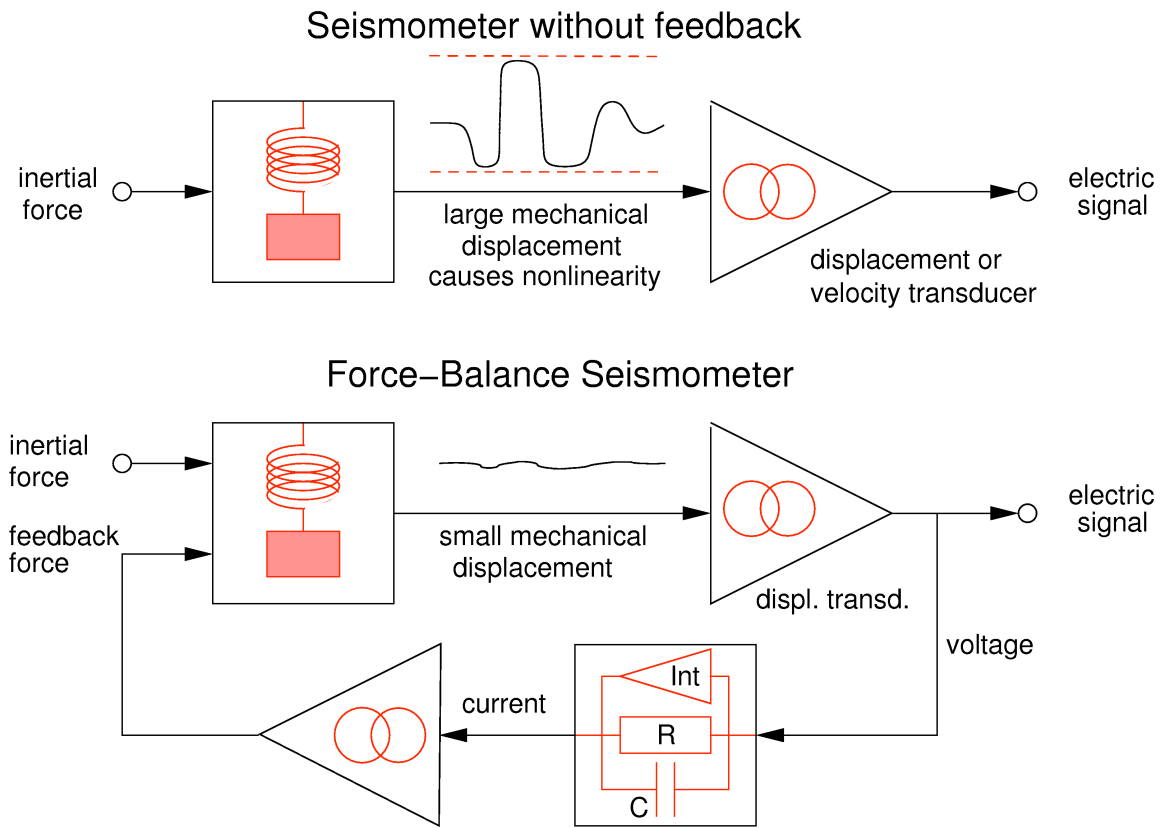 Seismometer without feedback
inertial
force
large mechanical
displacement
causes nonlinearity
electric
signal
displacement or
velocity transducer
Force−Balance Seismometer
inertial
force
feedback
force
small mechanical
displacement
electric
signal
displ. transd.
voltage
current
Int
R
C